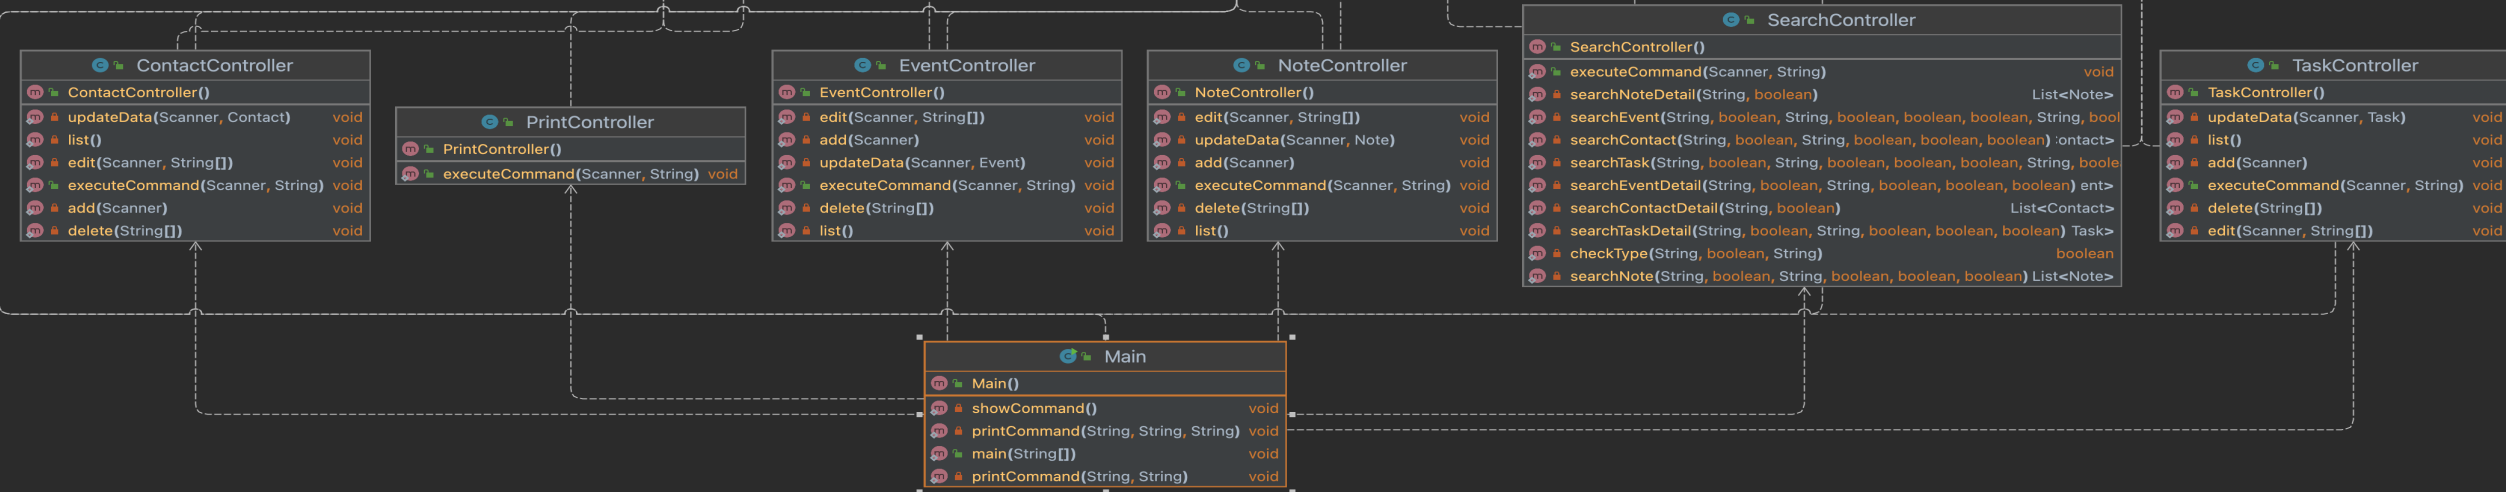 ContactController
ContactController()
updateData(Scanner, Contact) void
list() void
edit(Scanner, String[]) void
executeCommand(Scanner, String) void
add(Scanner) void
delete(String[]) void
PrintController
PrintController()
executeCommand(Scanner, String) void
EventController
EventController()
edit(Scanner, String[]) void
add(Scanner) void
updateData(Scanner, Event) void
executeCommand(Scanner, String) void
delete(String[]) void
list() void
NoteController
NoteController()
edit(Scanner, String[]) void
updateData(Scanner, Note) void
add(Scanner) void
executeCommand(Scanner, String) void
delete(String[]) void
list() void
SearchController
SearchController()
executeCommand(Scanner, String) void
searchNoteDetail(String, boolean) List<Note>
searchEvent(String, boolean, String, boolean, boolean, boolean, String, bool
searchContact(String, boolean, String, boolean, boolean, boolean) :ontact>
searchTask(String, boolean, String, boolean, boolean, boolean, String, boole
searchEventDetail(String, boolean, String, boolean, boolean, boolean) ent>
searchContactDetail(String, boolean) List<Contact>
searchTaskDetail(String, boolean, String, boolean, boolean, boolean) Task>
checkType(String, boolean, String) boolean
searchNote(String, boolean, String, boolean, boolean, boolean) List<Note>
TaskController
TaskController()
updateData(Scanner, Task) void
list() void
add(Scanner) void
executeCommand(Scanner, String) void
delete(String[]) void
edit(Scanner, String[]) void
Main
Main()
showCommand() void
printCommand(String, String, String) void
main(String[]) void
printCommand(String, String) void